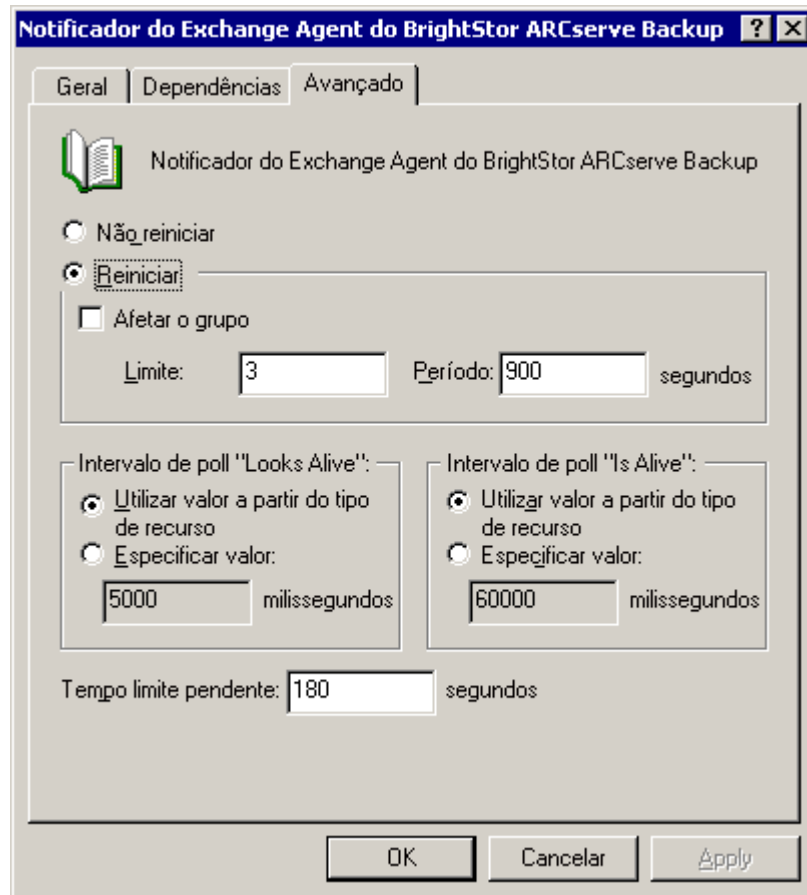 Notificador do Exchange Agent do BrightStor ARCserve Backup
Geral Dependências Avançado
Notificador do Exchange Agent do BrightStor ARCserve Backup
Não reiniciar
Reiniciar
Afetar o grupo
Limite: 3 Período: 900 segundos
Intervalo de poll "Looks Alive":
Utilizar valor a partir do tipo
de recurso
Especificar valor:
5000 milissegundos
Intervalo de poll "Is Alive":
Utilizar valor a partir do tipo
de recurso
Especificar valor:
60000 milissegundos
Tempo limite pendente: 180 segundos
OK Cancelar Apply